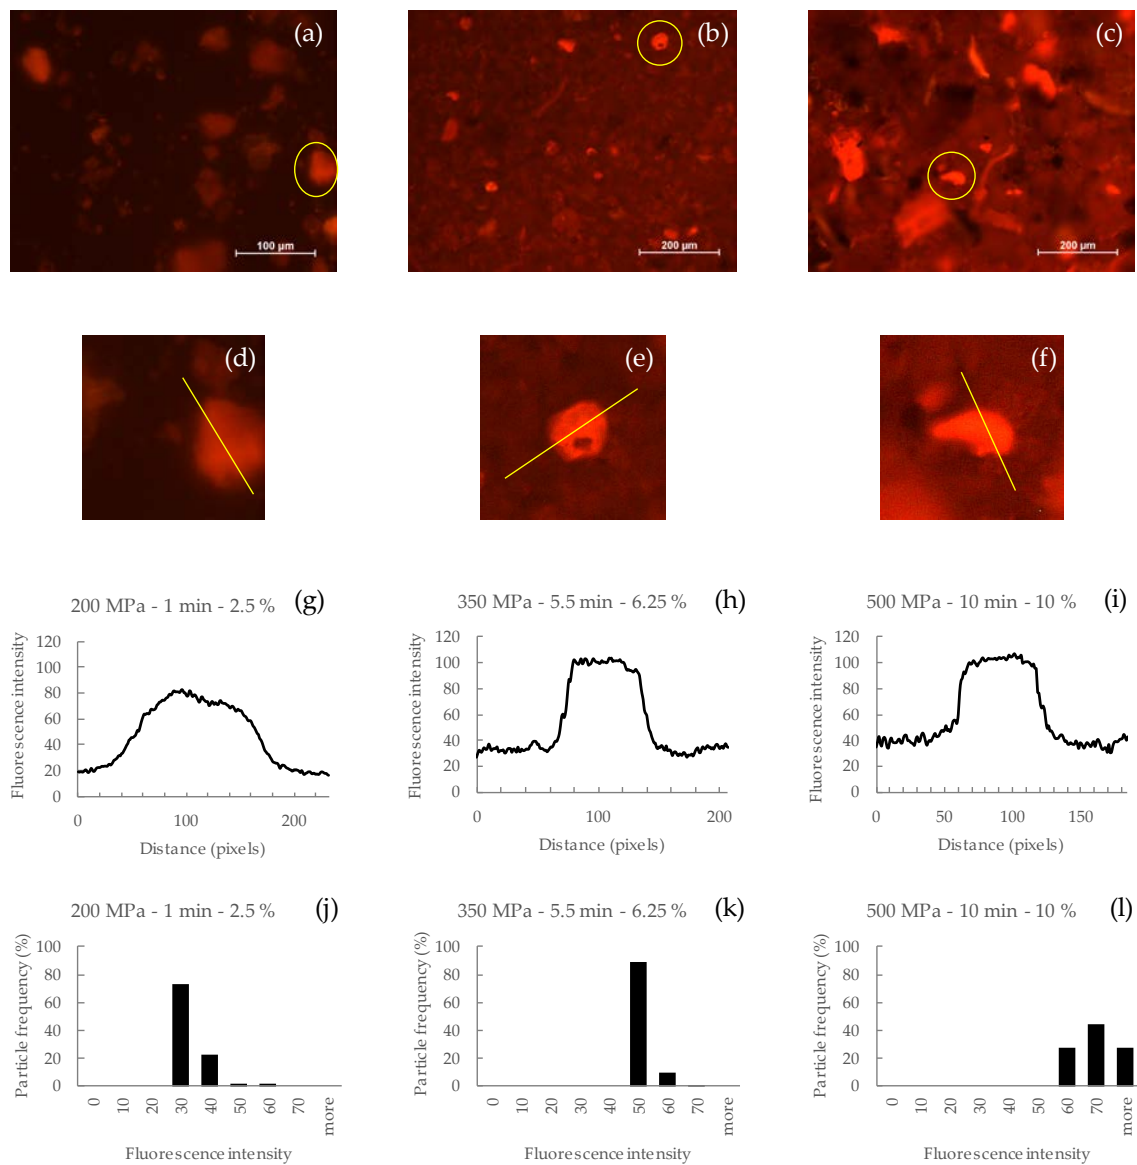 (a) (b) (c)
100 µm 200 µm 200 µm
(d) (e) (f)
200 MPa - 1 min - 2.5 % (g) 350 MPa - 5.5 min - 6.25 % (h) 500 MPa - 10 min - 10 % (i)
Fluorescence intensity
120
100
80
60
40
20
0
0 100 200
Distance (pixels)
Fluorescence intensity
120
100
80
60
40
20
0
0 100 200
Distance (pixels)
Fluorescence intensity
120
100
80
60
40
20
0
0 50 100 150
Distance (pixels)
200 MPa - 1 min - 2.5 % (j) 350 MPa - 5.5 min - 6.25 % (k) 500 MPa - 10 min - 10 % (l)
Particle frequency (%)
100
80
60
40
20
0
0 10 20 30 40 50 60 70 more
Fluorescence intensity
Particle frequency (%)
100
80
60
40
20
0
0 10 20 30 40 50 60 70 more
Fluorescence intensity
Particle frequency (%)
100
80
60
40
20
0
0 10 20 30 40 50 60 70 more
Fluorescence intensity